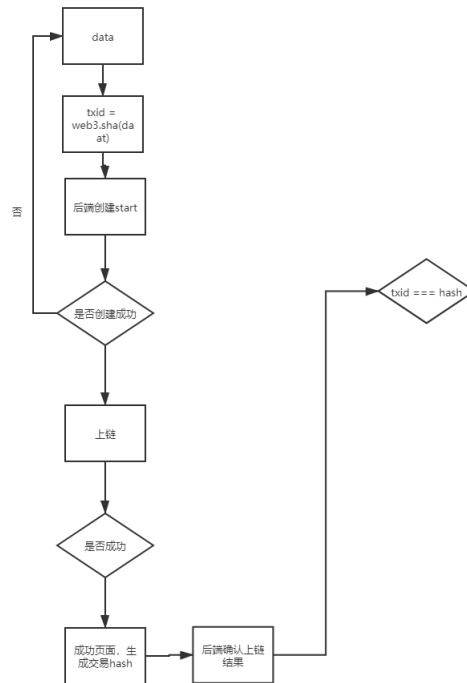 data
txid =
web3.sha(da
at)
后端创建start
否
是否创建成功
txid === hash
上链
是否成功
成功页面，生
成交易hash
后端确认上链
结果